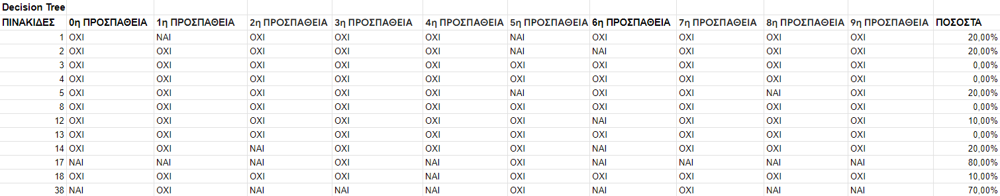 Decision Tree
ΠΙΝΑΚΙΔΕΣ 0η ΠΡΟΣΠΑΘΕΙΑ 1η ΠΡΟΣΠΑΘΕΙΑ 2η ΠΡΟΣΠΑΘΕΙΑ 3η ΠΡΟΣΠΑΘΕΙΑ 4η ΠΡΟΣΠΑΘΕΙΑ 5η ΠΡΟΣΠΑΘΕΙΑ 6η ΠΡΟΣΠΑΘΕΙΑ 7η ΠΡΟΣΠΑΘΕΙΑ 8η ΠΡΟΣΠΑΘΕΙΑ 9η ΠΡΟΣΠΑΘΕΙΑ ΠΟΣΟΣΤΑ
1 ΟΧΙ ΝΑΙ ΟΧΙ ΟΧΙ ΟΧΙ ΝΑΙ ΟΧΙ ΟΧΙ ΟΧΙ ΟΧΙ 20,00%
2 ΟΧΙ ΟΧΙ ΟΧΙ ΟΧΙ ΟΧΙ ΝΑΙ ΝΑΙ ΟΧΙ ΟΧΙ ΟΧΙ 20,00%
3 ΟΧΙ ΟΧΙ ΟΧΙ ΟΧΙ ΟΧΙ ΟΧΙ ΟΧΙ ΟΧΙ ΟΧΙ ΟΧΙ 0,00%
4 ΟΧΙ ΟΧΙ ΟΧΙ ΟΧΙ ΟΧΙ ΟΧΙ ΟΧΙ ΟΧΙ ΟΧΙ ΟΧΙ 0,00%
5 ΟΧΙ ΟΧΙ ΟΧΙ ΟΧΙ ΟΧΙ ΝΑΙ ΟΧΙ ΟΧΙ ΝΑΙ ΟΧΙ 20,00%
8 ΟΧΙ ΟΧΙ ΟΧΙ ΟΧΙ ΟΧΙ ΟΧΙ ΟΧΙ ΟΧΙ ΟΧΙ ΟΧΙ 0,00%
12 ΟΧΙ ΟΧΙ ΟΧΙ ΟΧΙ ΟΧΙ ΟΧΙ ΝΑΙ ΟΧΙ ΟΧΙ ΟΧΙ 10,00%
13 ΟΧΙ ΟΧΙ ΟΧΙ ΟΧΙ ΟΧΙ ΟΧΙ ΟΧΙ ΟΧΙ ΟΧΙ ΟΧΙ 0,00%
14 ΟΧΙ ΟΧΙ ΝΑΙ ΟΧΙ ΟΧΙ ΟΧΙ ΝΑΙ ΟΧΙ ΟΧΙ ΟΧΙ 20,00%
17 ΝΑΙ ΝΑΙ ΝΑΙ ΟΧΙ ΝΑΙ ΟΧΙ ΝΑΙ ΝΑΙ ΝΑΙ ΝΑΙ 80,00%
18 ΟΧΙ ΟΧΙ ΟΧΙ ΟΧΙ ΝΑΙ ΟΧΙ ΟΧΙ ΟΧΙ ΟΧΙ ΟΧΙ 10,00%
38 ΝΑΙ ΟΧΙ ΝΑΙ ΝΑΙ ΝΑΙ ΟΧΙ ΝΑΙ ΟΧΙ ΝΑΙ ΝΑΙ 70,00%